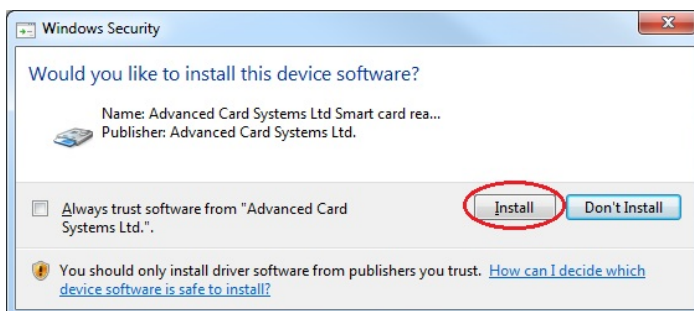 Windows Security
Would you like to install this device software?
Name: Advanced Card Systems Ltd Smart card rea...
Publisher: Advanced Card Systems Ltd.
Always trust software from "Advanced Card
Systems Ltd.".
Install
Don't Install
You should only install driver software from publishers you trust. How can I decide which
device software is safe to install?